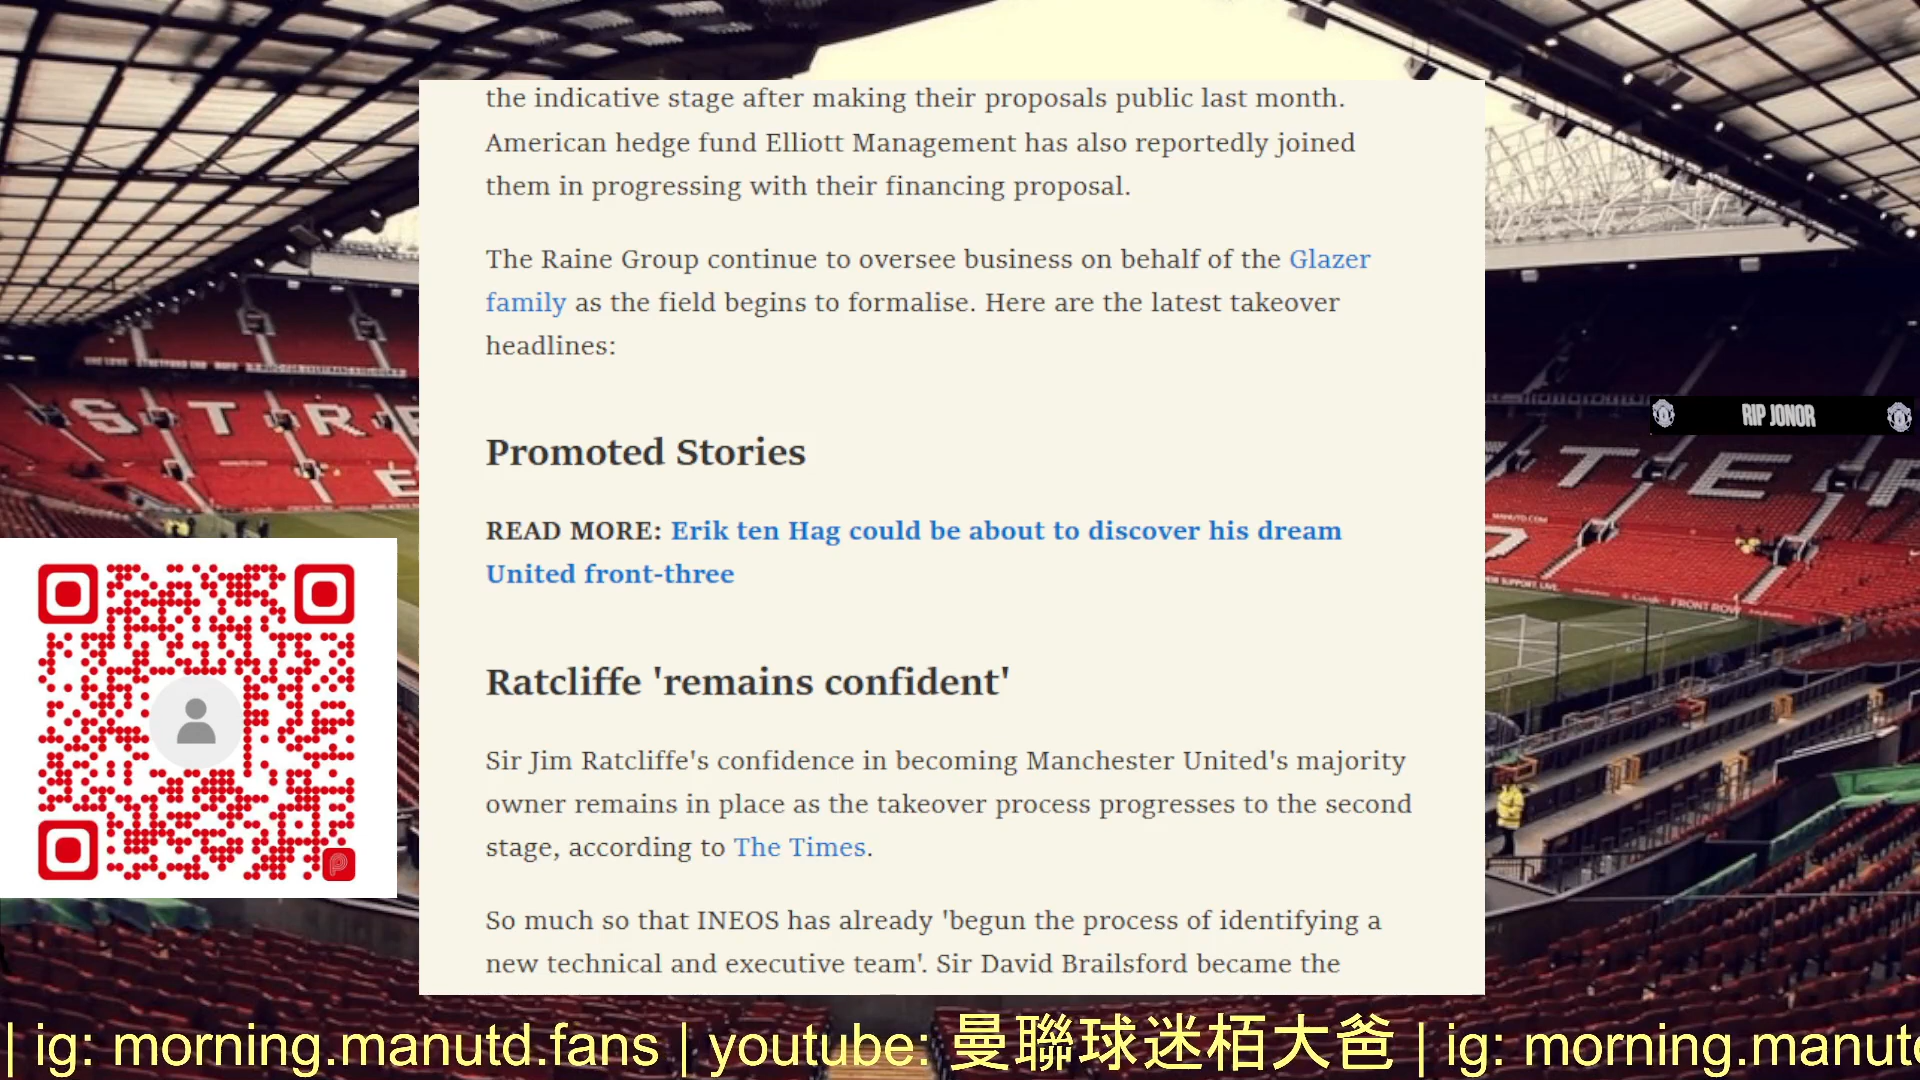 the indicative stage after making their proposals public last month.
American hedge fund Elliott Management has also reportedly joined
them in progressing with their financing proposal.
The Raine Group continue to oversee business on behalf of the Glazer
family as the field begins to formalise. Here are the latest takeover
headlines:
Promoted Stories
READ MORE: Erik ten Hag could be about to discover his dream
United front-three
Ratcliffe 'remains confident'
Sir Jim Ratcliffe's confidence in becoming Manchester United's majority
owner remains in place as the takeover process progresses to the second
stage, according to The Times.
So much so that INEOS has already 'begun the process of identifying a
new technical and executive team'. Sir David Brailsford became the
STRE
E
RIP JONOR
TER
FRONT ROW
| ig: morning.manutd.fans | youtube: 曼聯球迷栢大爸 | ig: morning.manutd